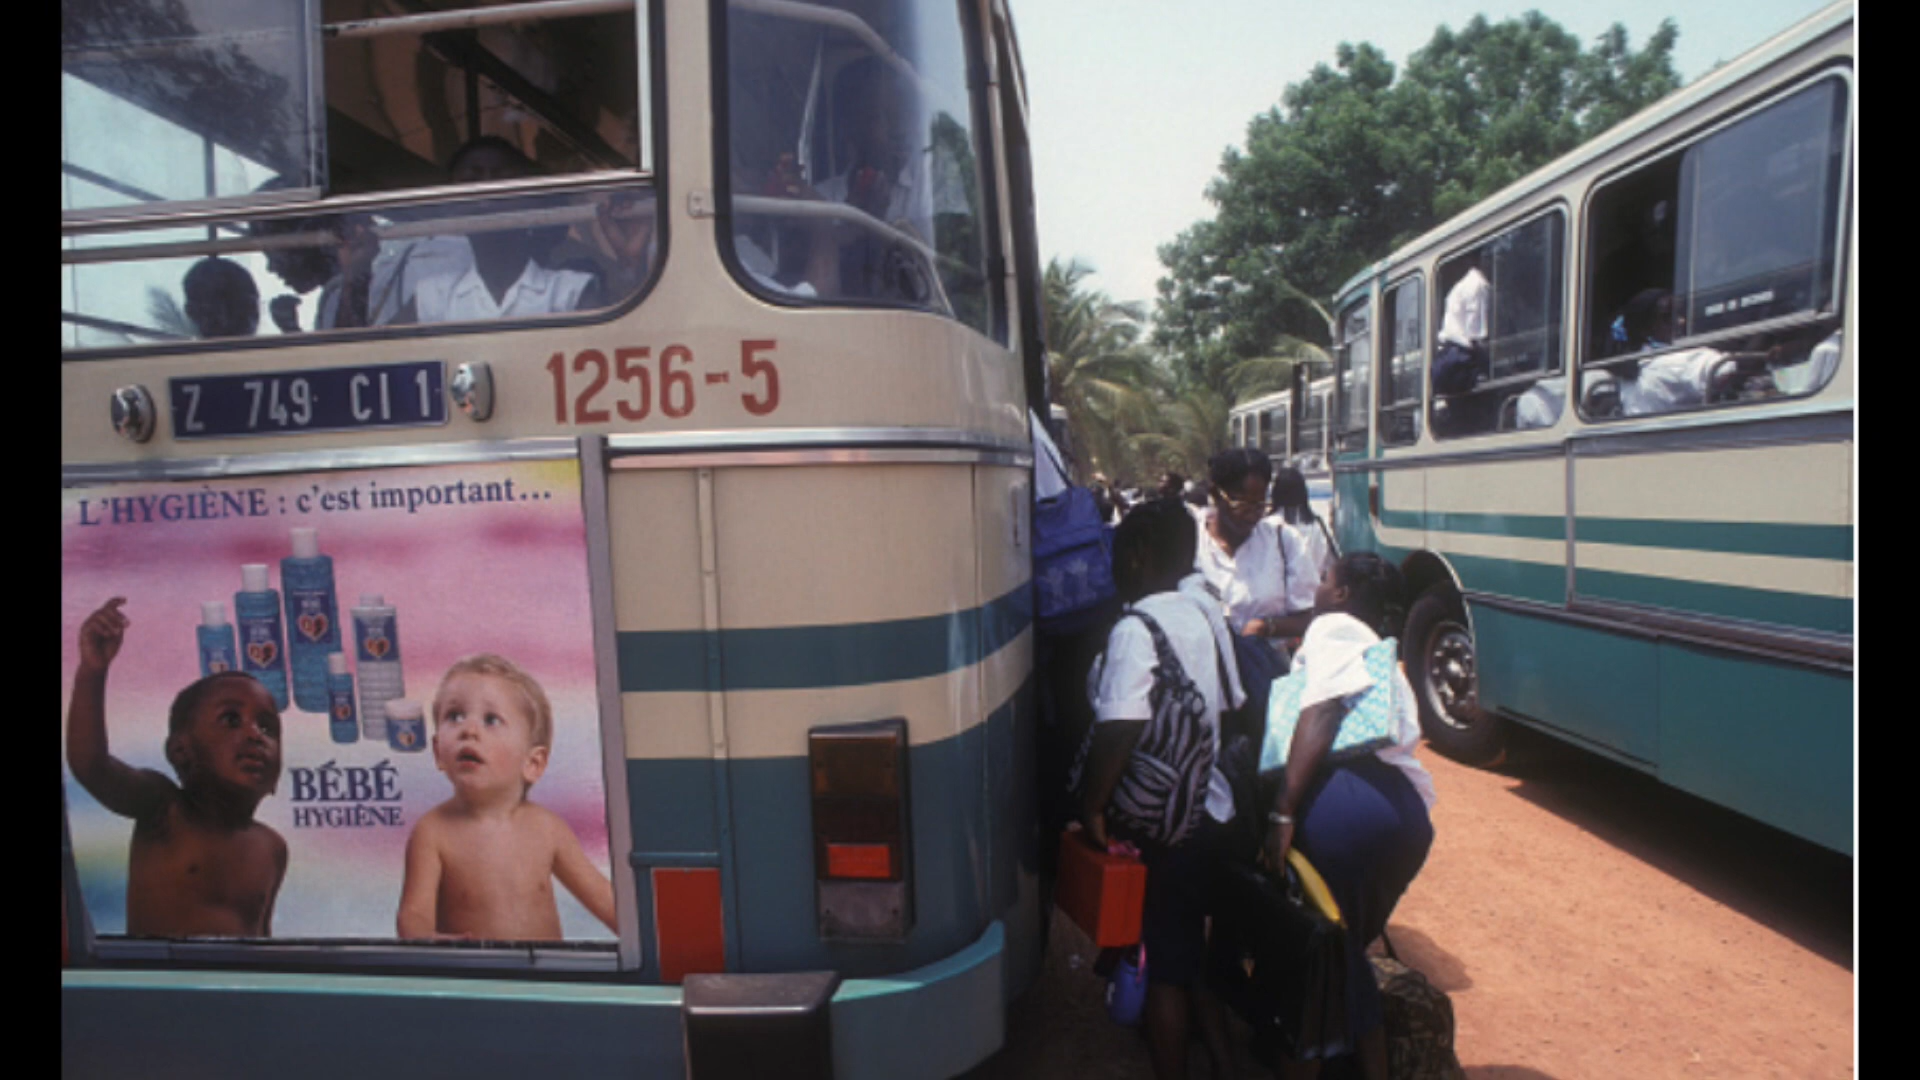 Z 749 CI 1
1256-5
L'HYGIÈNE : c'est important...
BÉBÉ
HYGIÈNE